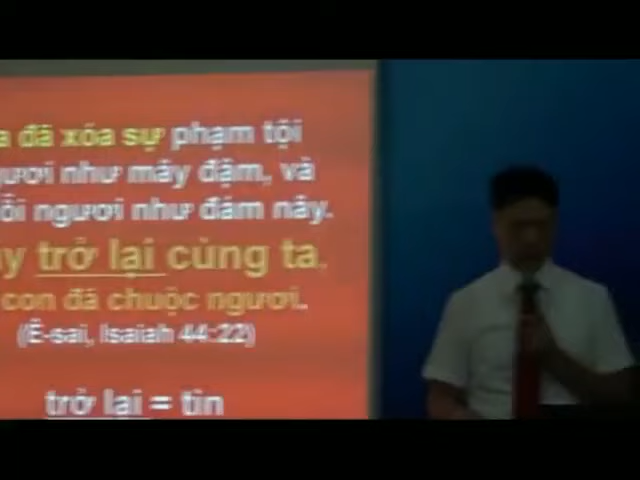 đã xóa sự phạm tội
như mây đậm, và
ngươi như đám nây.
trở lại cùng ta,
con đã chuộc ngươi.
(Ê-sai, Isaiah 44:22)
trở lại = tin